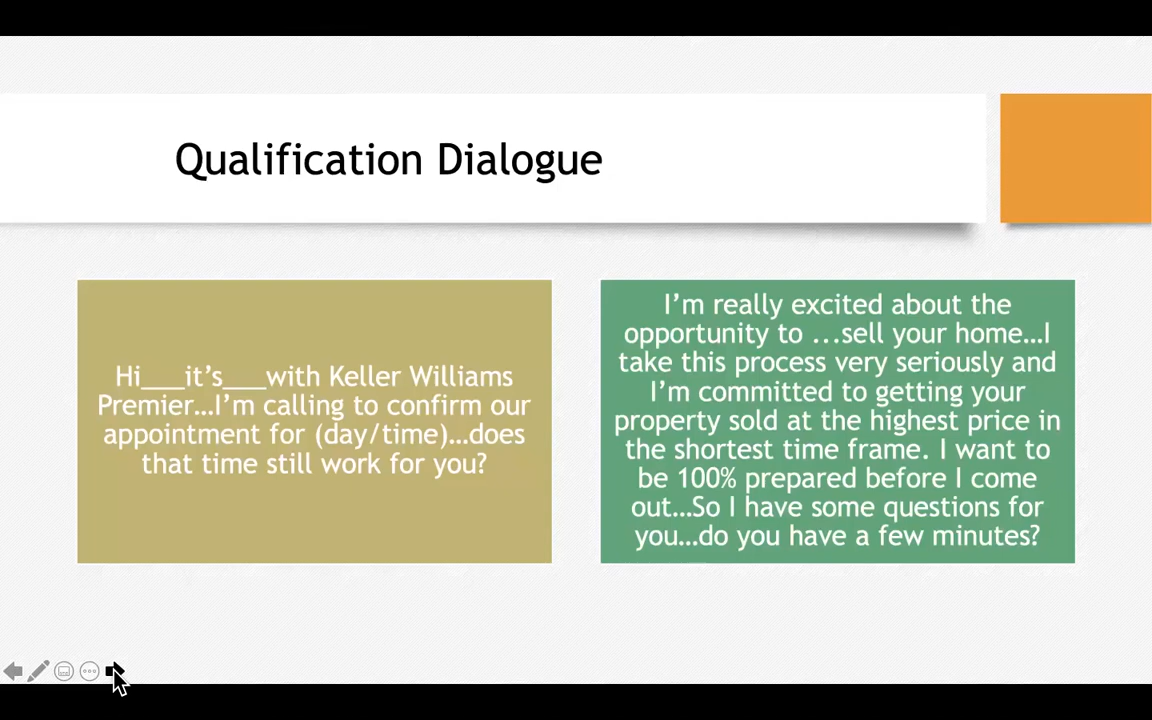 Qualification Dialogue
Hi___it’s___with Keller Williams
Premier…I’m calling to confirm our
appointment for (day/time)…does
that time still work for you?
I’m really excited about the
opportunity to ...sell your home…I
take this process very seriously and
I’m committed to getting your
property sold at the highest price in
the shortest time frame. I want to
be 100% prepared before I come
out…So I have some questions for
you…do you have a few minutes?